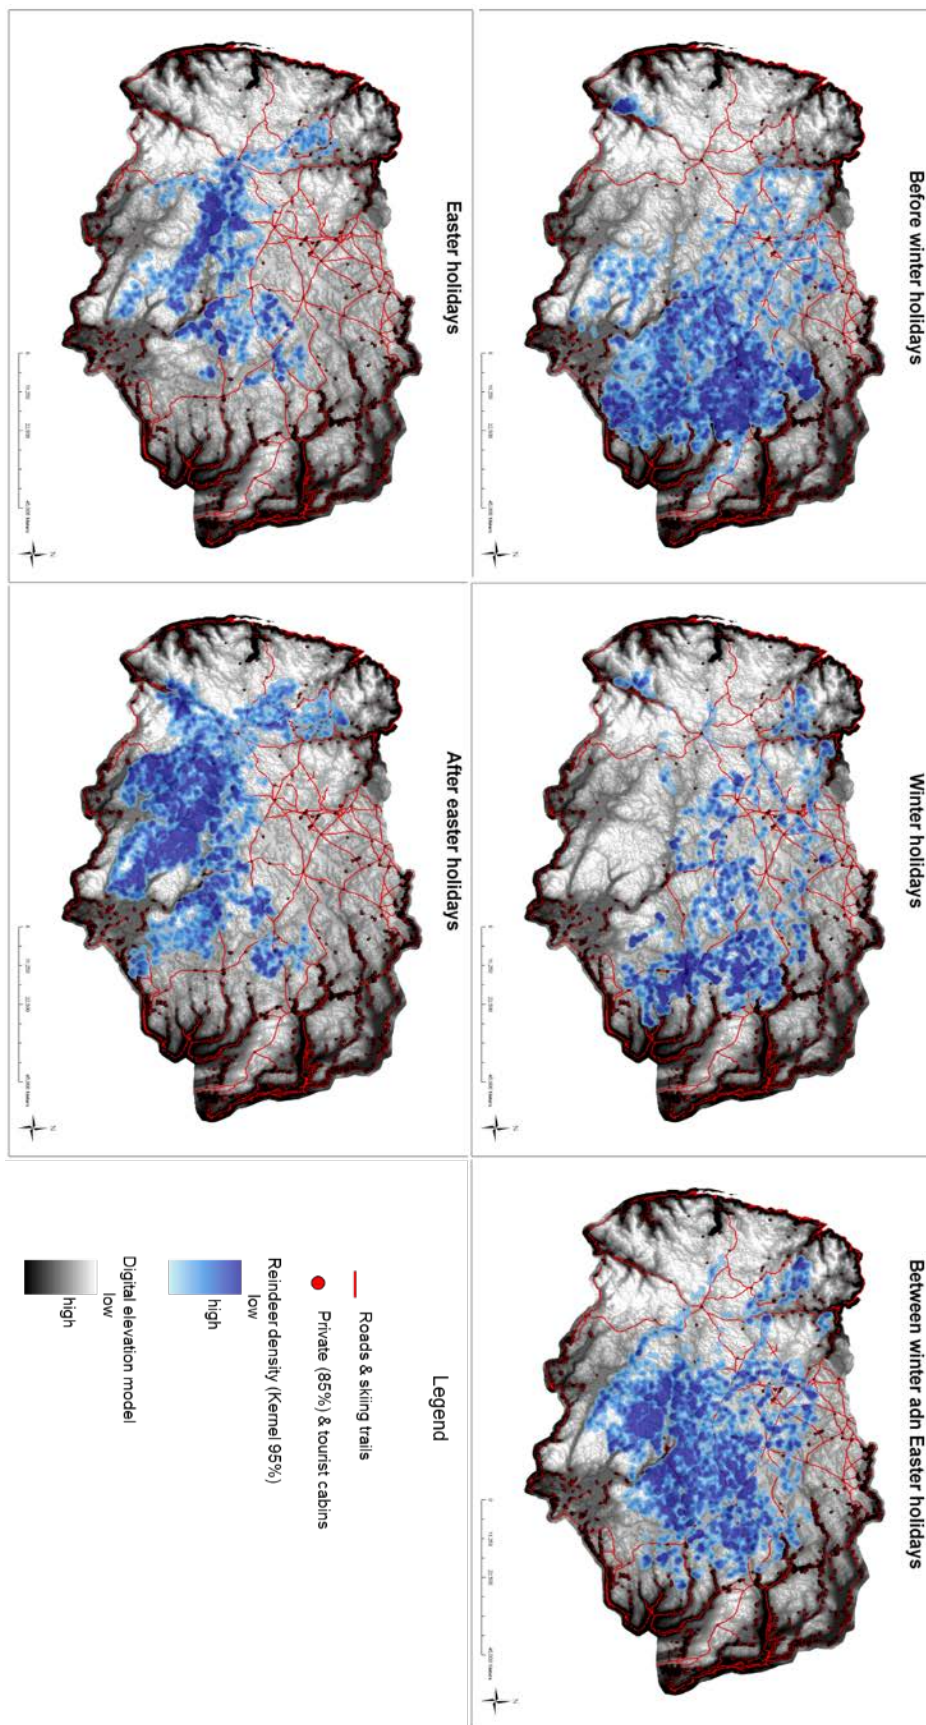 Before winter holidays
Winter holidays
Between winter adn Easter holidays
Easter holidays
After easter holidays
Legend
Roads & skiing trails
Private (85%) & tourist cabins
Reindeer density (Kernel 95%)
low
high
Digital elevation model
low
high